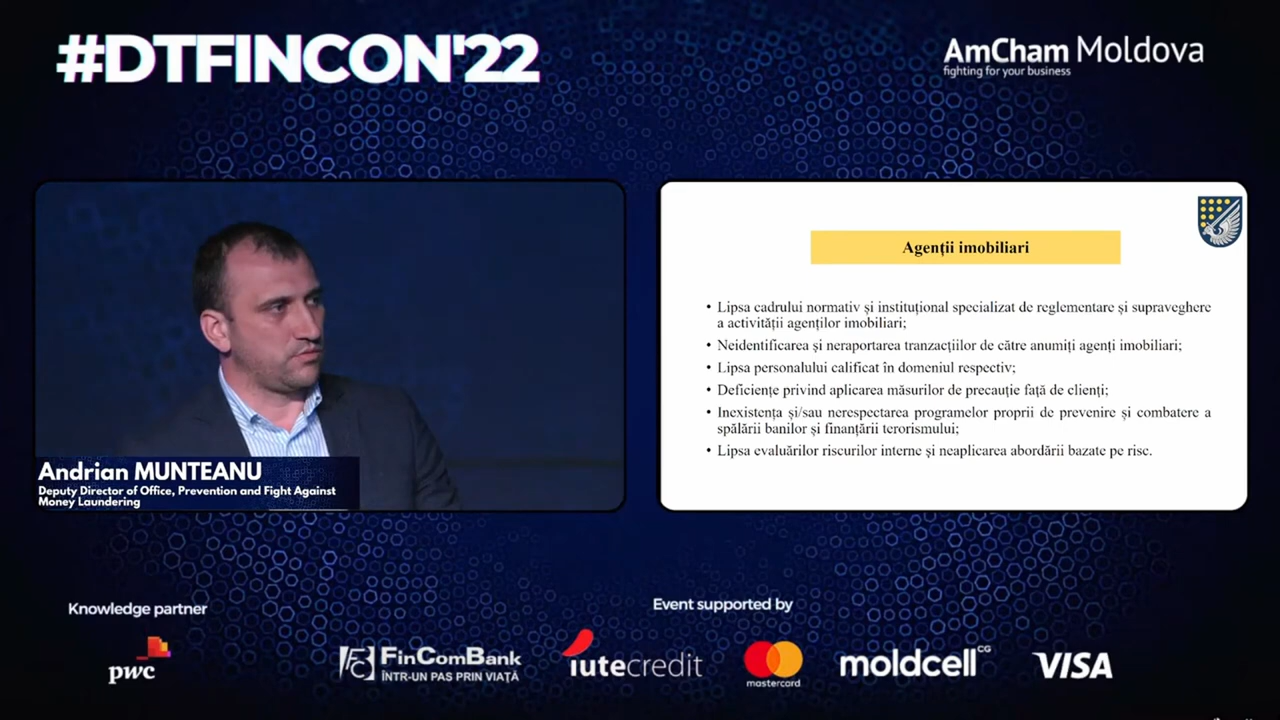 #DTFINCON'22
AmCham Moldova
fighting for your business
Agenții imobiliari
• Lipsa cadrului normativ și instituțional specializat de reglementare și supraveghere
a activității agenților imobiliari;
• Neidentificarea și neraportarea tranzacțiilor de către anumiți agenți imobiliari;
• Lipsa personalului calificat în domeniul respectiv;
• Deficiențe privind aplicarea măsurilor de precauție față de clienți;
• Inexistența și/sau nerespectarea programelor proprii de prevenire și combatere a
spălării banilor și finanțării terorismului;
• Lipsa evaluărilor riscurilor interne și neaplicarea abordării bazate pe risc.
Andrian MUNTEANU
Deputy Director of Office, Prevention and Fight Against
Money Laundering
Knowledge partner
Event supported by
pwc
FinComBank
ÎNTR-UN PAS PRIN VIAȚĂ
iutecredit
mastercard
moldcell CG
VISA